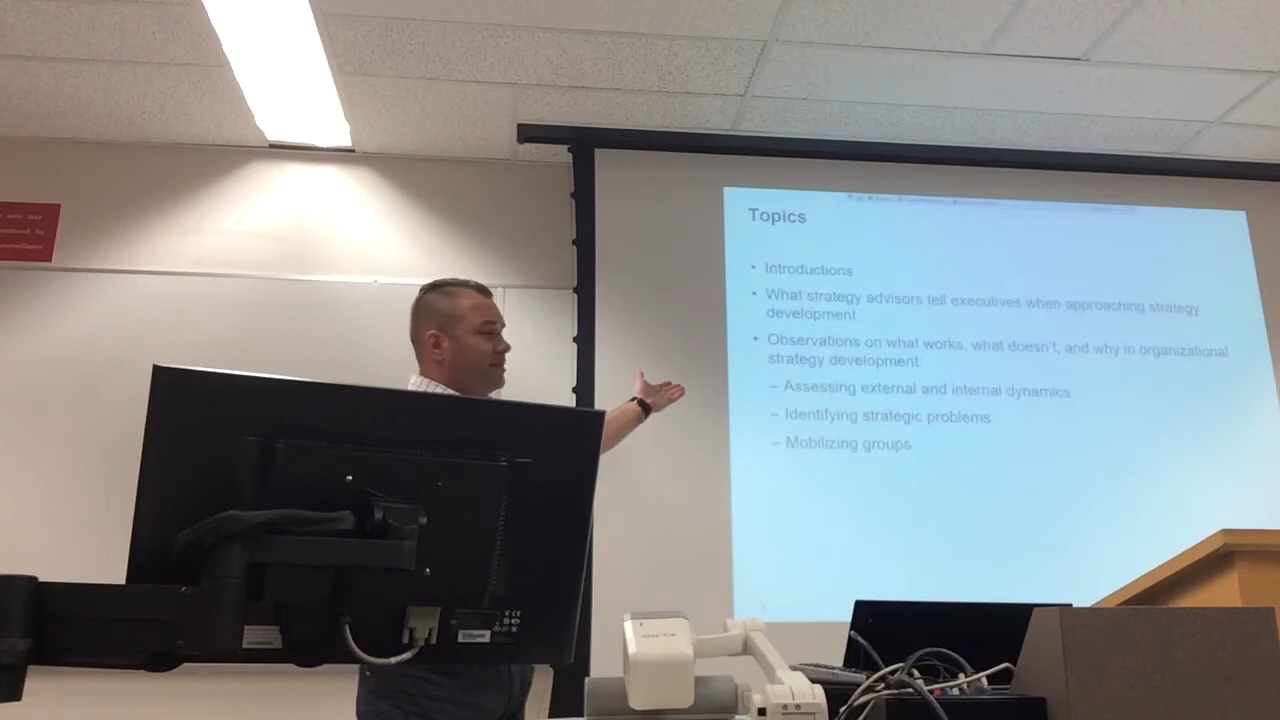 Topics
• Introductions
• What strategy advisors tell executives when approaching strategy
development
• Observations on what works, what doesn't, and why in organizational
strategy development:
– Assessing external and internal dynamics
– Identifying strategic problems
– Mobilizing groups